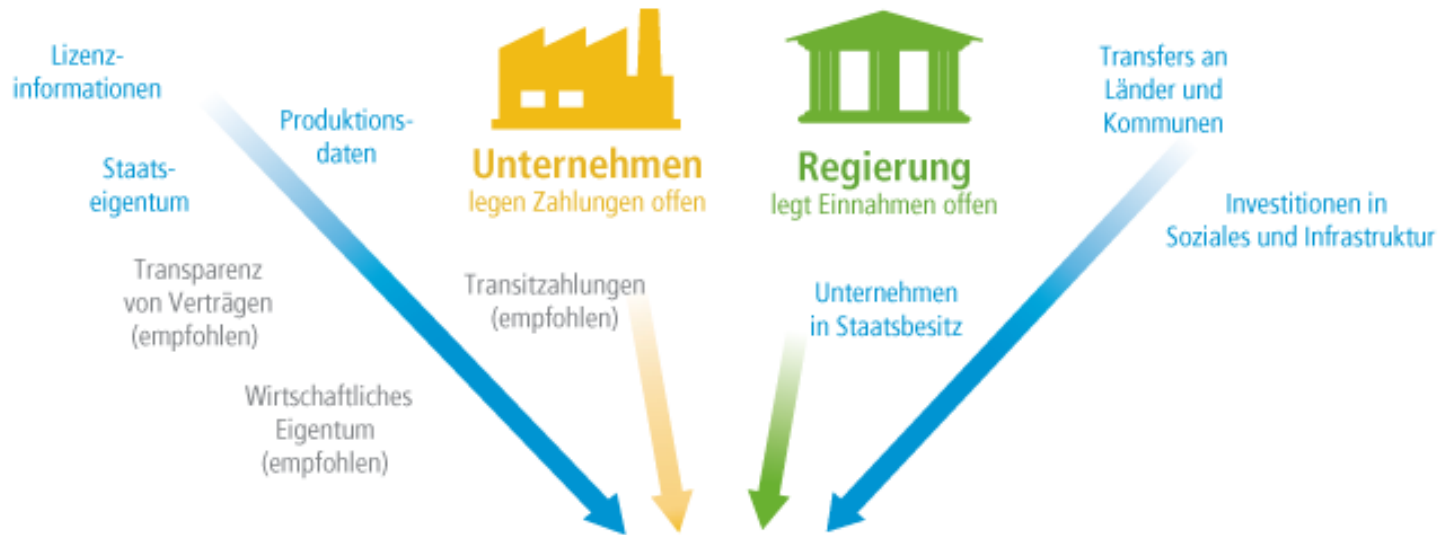 Lizenz-
informationen
Produktions-
daten
Staats-
eigentum
Transparenz
von Verträgen
(empfohlen)
Wirtschaftliches
Eigentum
(empfohlen)
Unternehmen
legen Zahlungen offen
Transitzahlungen
(empfohlen)
Regierung
legt Einnahmen offen
Unternehmen
in Staatsbesitz
Transfers an
Länder und
Kommunen
Investitionen in
Soziales und Infrastruktur